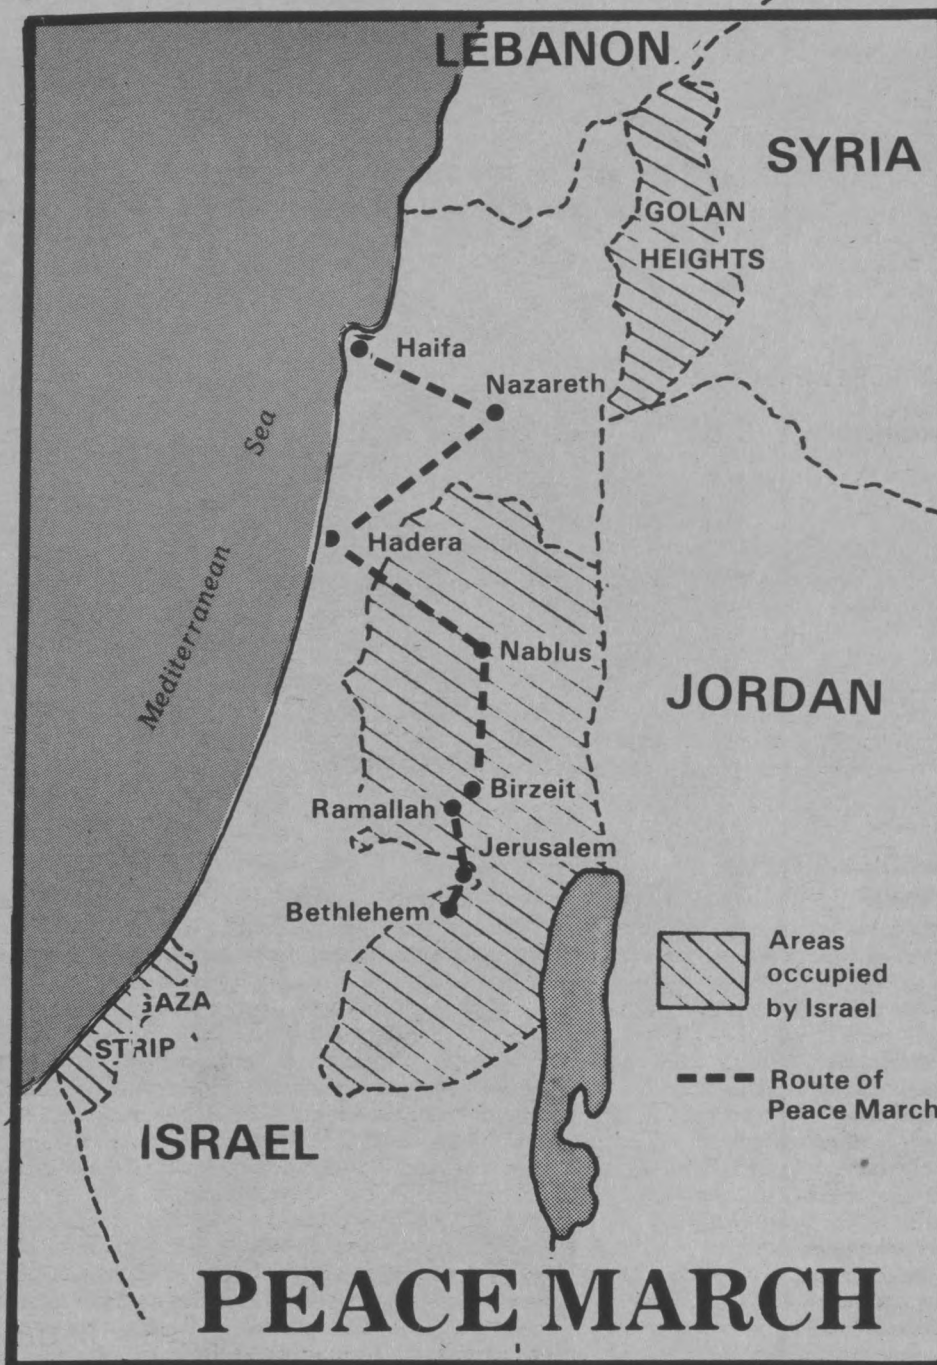 LEBANON
SYRIA
GOLAN
HEIGHTS
Haifa
Nazareth
Mediterranean Sea
Hadera
Nablus
JORDAN
Birzeit
Ramallah
Jerusalem
Bethlehem
Areas
occupied
by Israel
GAZA
STRIP
Route of
Peace March
ISRAEL
PEACE MARCH